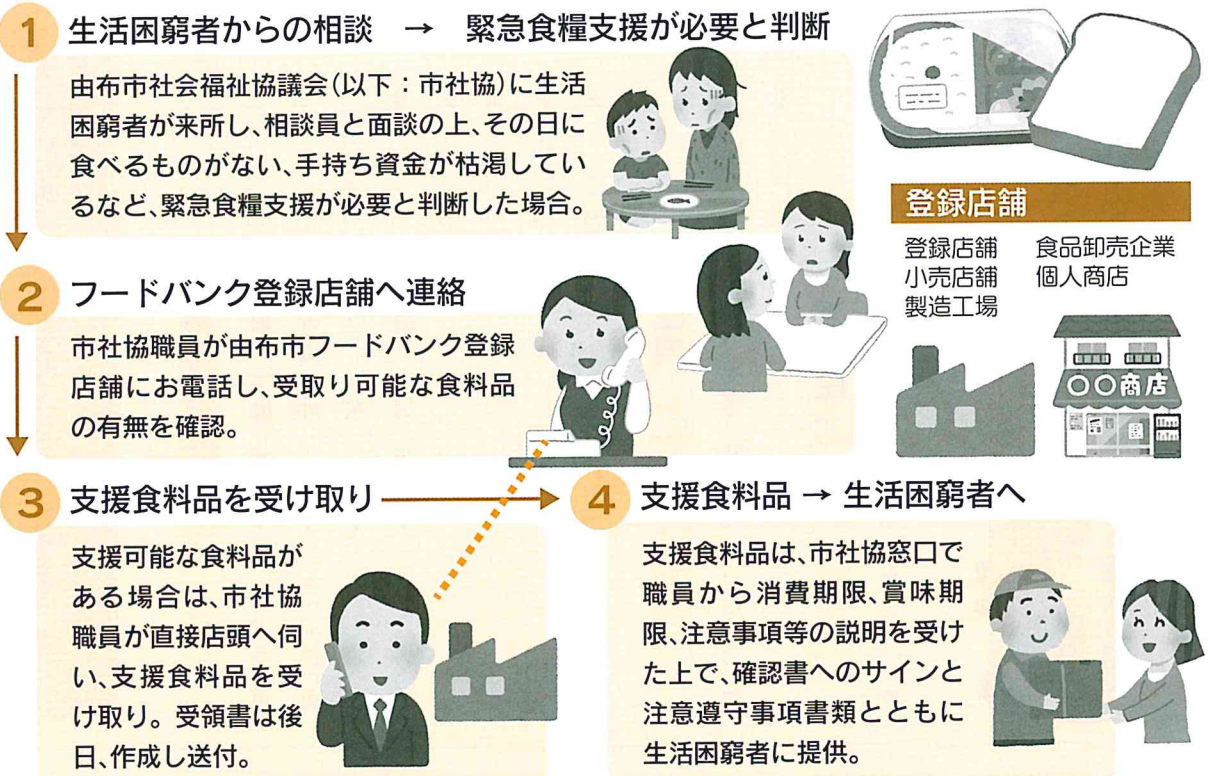 1 生活困窮者からの相談 → 緊急食糧支援が必要と判断
由布市社会福祉協議会(以下：市社協)に生活
困窮者が来所し、相談員と面談の上、その日に
食べるものがない、手持ち資金が枯渇してい
るなど、緊急食糧支援が必要と判断した場合。
2 フードバンク登録店舗へ連絡
市社協職員が由布市フードバンク登録
店舗にお電話し、受取り可能な食料品
の有無を確認。
登録店舗
登録店舗 食品卸売企業
小売店舗 個人商店
製造工場
〇〇商店
3 支援食料品を受け取り
支援可能な食料品が
ある場合は、市社協
職員が直接店頭へ伺
い、支援食料品を受
け取り。受領書は後
日、作成し送付。
4 支援食料品 → 生活困窮者へ
支援食料品は、市社協窓口で
職員から消費期限、賞味期
限、注意事項等の説明を受け
た上で、確認書へのサインと
注意遵守事項書類とともに
生活困窮者に提供。